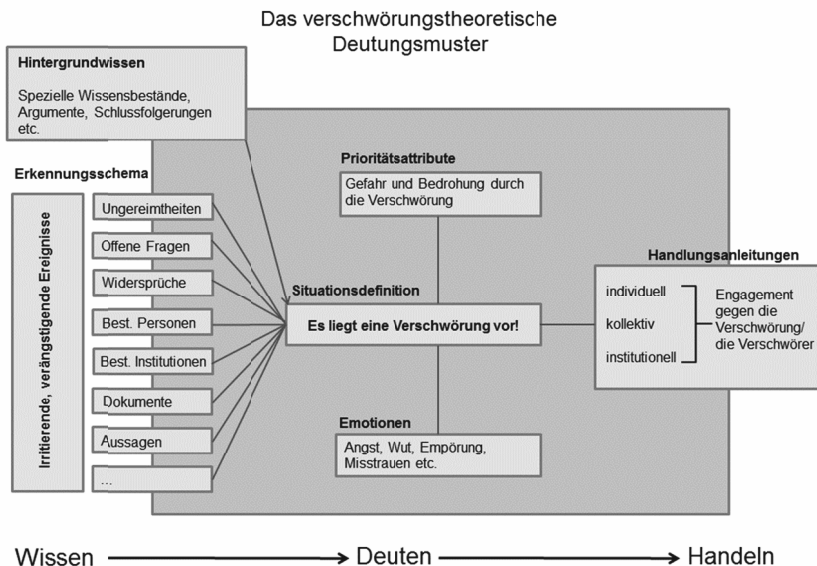 Das verschwörungstheoretische
Deutungsmuster
Hintergrundwissen
Spezielle Wissensbestände,
Argumente, Schlussfolgerungen
etc.
Erkennungsschema
Irritierende, verängstigende Ereignisse
Ungereimtheiten
Offene Fragen
Widersprüche
Best. Personen
Best. Institutionen
Dokumente
Aussagen
...
Prioritätsattribute
Gefahr und Bedrohung durch
die Verschwörung
Situationsdefinition
Es liegt eine Verschwörung vor!
Emotionen
Angst, Wut, Empörung,
Misstrauen etc.
Handlungsanleitungen
individuell
kollektiv
institutionell
Engagement
gegen die
Verschwörung/
die Verschwörer
Wissen Deuten Handeln